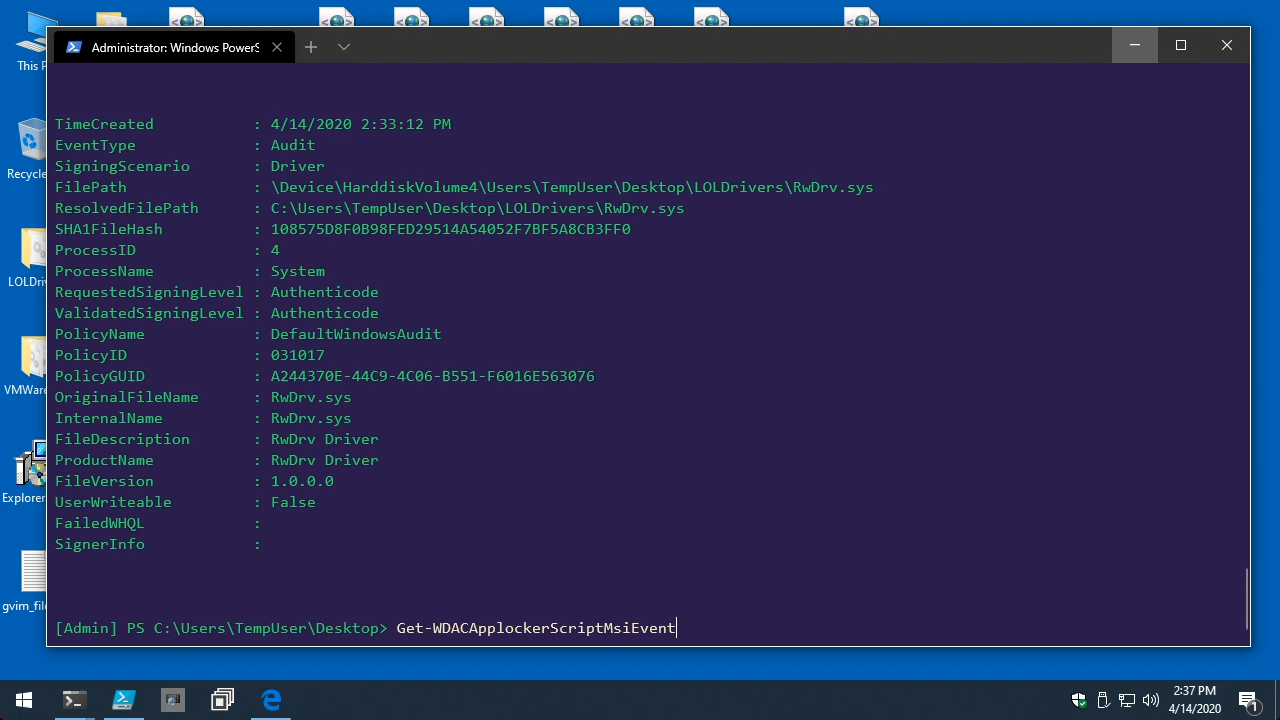 Administrator: Windows PowerS
This P
TimeCreated : 4/14/2020 2:33:12 PM
EventType : Audit
SigningScenario : Driver
FilePath : \Device\HarddiskVolume4\Users\TempUser\Desktop\LOLDrivers\RwDrv.sys
Recycle
ResolvedFilePath : C:\Users\TempUser\Desktop\LOLDrivers\RwDrv.sys
SHA1FileHash : 108575D8F0B98FED29514A54052F7BF5A8CB3FF0
ProcessID : 4
ProcessName : System
LOLDriv
RequestedSigningLevel : Authenticode
ValidatedSigningLevel : Authenticode
PolicyName : DefaultWindowsAudit
PolicyID : 031017
PolicyGUID : A244370E-44C9-4C06-B551-F6016E563076
VMWare
OriginalFileName : RwDrv.sys
InternalName : RwDrv.sys
FileDescription : RwDrv Driver
ProductName : RwDrv Driver
FileVersion : 1.0.0.0
Explorer
UserWriteable : False
FailedWHQL :
SignerInfo :
gvim_fil
[Admin] PS C:\Users\TempUser\Desktop> Get-WDACApplockerScriptMsiEvent
2:37 PM
4/14/2020
1